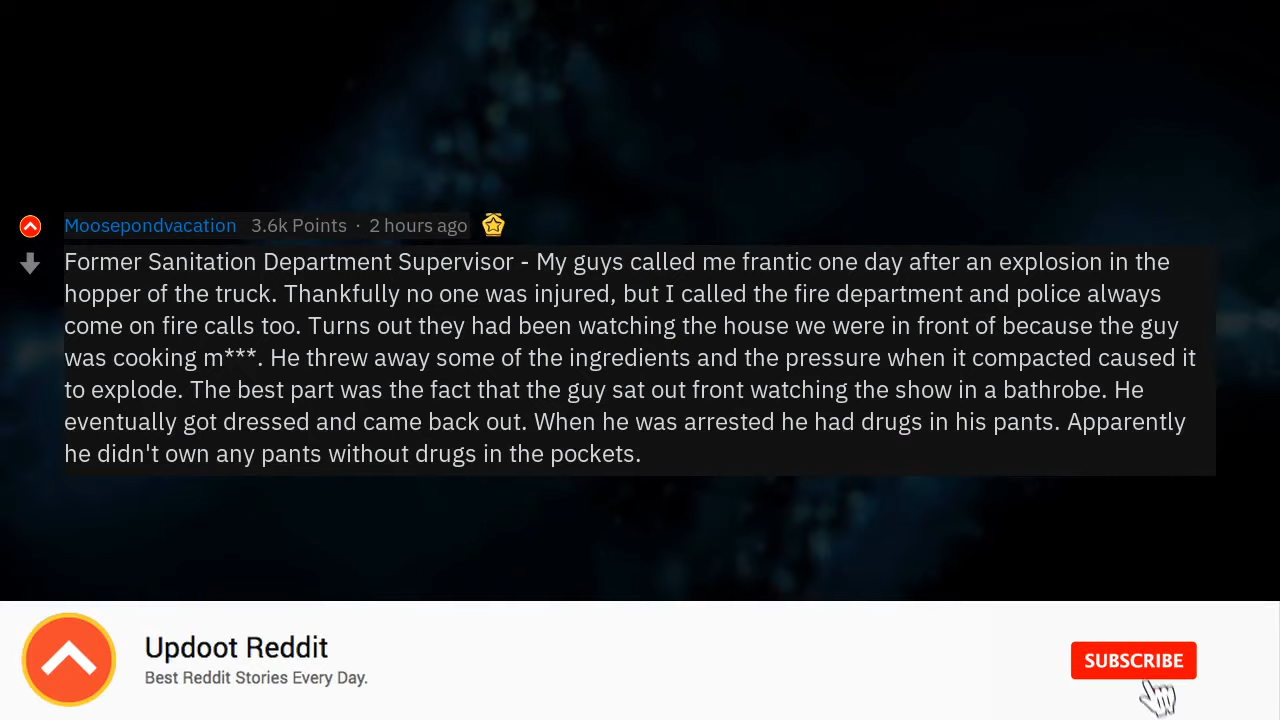 Moosepondvacation 3.6k Points · 2 hours ago
Former Sanitation Department Supervisor - My guys called me frantic one day after an explosion in the
hopper of the truck. Thankfully no one was injured, but I called the fire department and police always
come on fire calls too. Turns out they had been watching the house we were in front of because the guy
was cooking m***. He threw away some of the ingredients and the pressure when it compacted caused it
to explode. The best part was the fact that the guy sat out front watching the show in a bathrobe. He
eventually got dressed and came back out. When he was arrested he had drugs in his pants. Apparently
he didn't own any pants without drugs in the pockets.
Updoot Reddit
Best Reddit Stories Every Day.
SUBSCRIBE